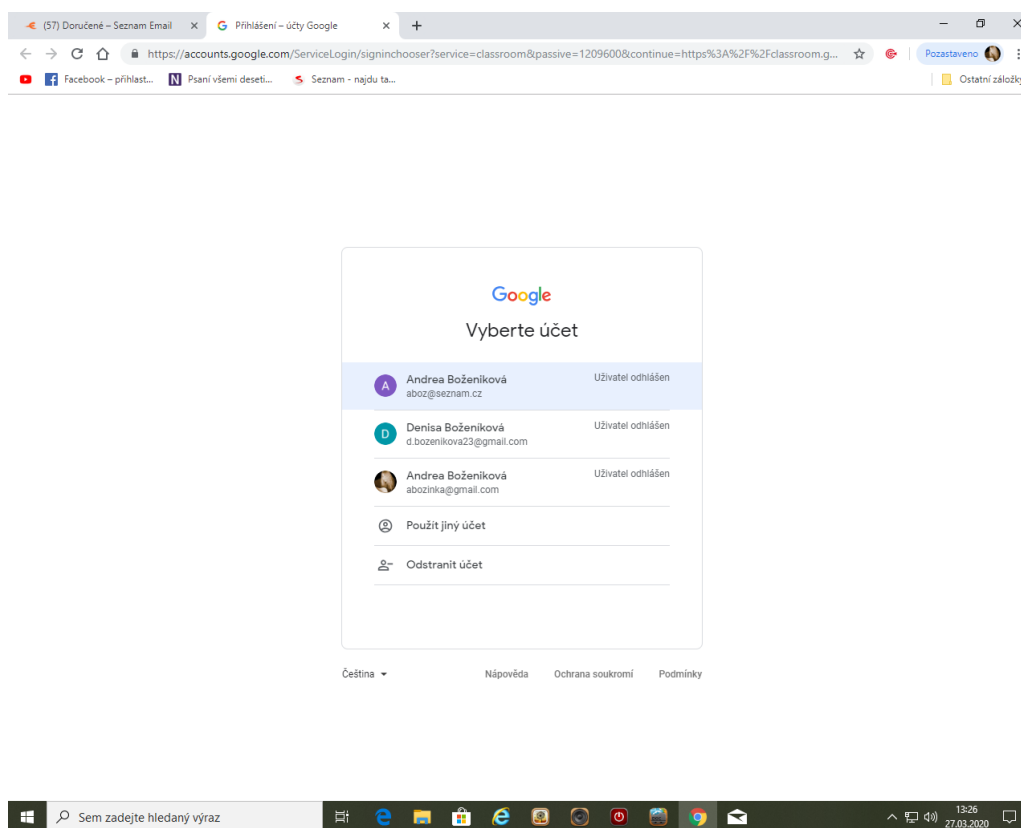 (57) Doručené – Seznam Email
Přihlášení – účty Google
https://accounts.google.com/ServiceLogin/signinchooser?service=classroom&passive=1209600&continue=https%3A%2F%2Fclassroom.g...
Pozastaveno
Facebook – přihlast...
Psaní všemi deseti...
Seznam - najdu ta...
Ostatní záložky
Google
Vyberte účet
A
Andrea Boženíková
Uživatel odhlášen
aboz@seznam.cz
D
Denisa Boženíková
Uživatel odhlášen
d.bozenikova23@gmail.com
Andrea Boženíková
Uživatel odhlášen
abozinka@gmail.com
Použít jiný účet
Odstranit účet
Čeština
Nápověda
Ochrana soukromí
Podmínky
Sem zadejte hledaný výraz
13:26
27.03.2020